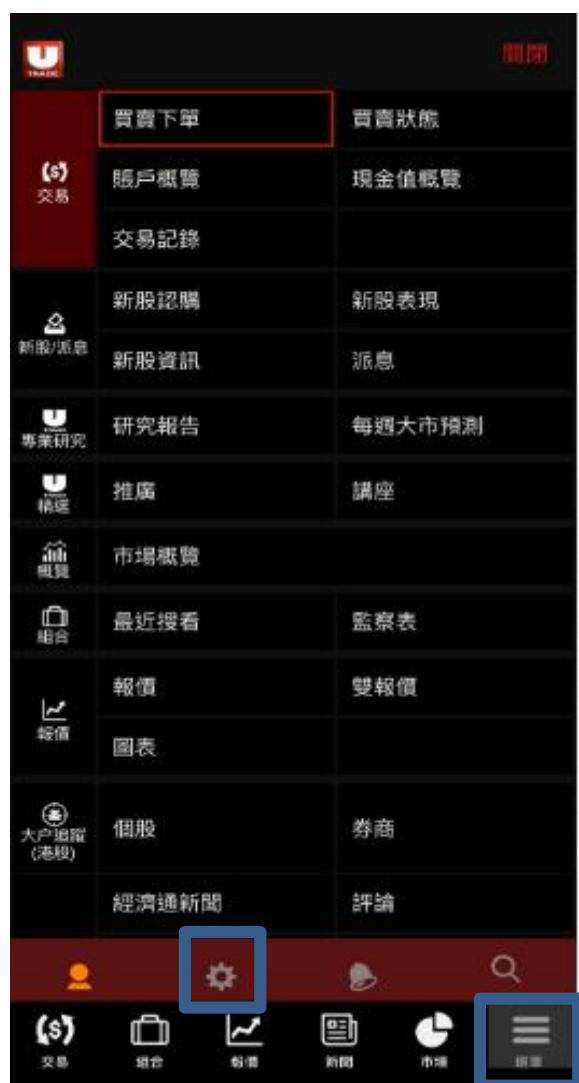 U
TRADE
關閉
交易
買賣下單
買賣狀態
賬戶概覽
現金值概覽
交易記錄
新股/派息
新股認購
新股表現
新股資訊
派息
U
專業研究
研究報告
每週大市預測
U
精選
推廣
講座
概覽
市場概覽
組合
最近搜看
監察表
報價
報價
雙報價
圖表
大户追蹤
(港股)
個股
券商
經濟通新聞
評論
交易
組合
報價
新聞
市場
選單